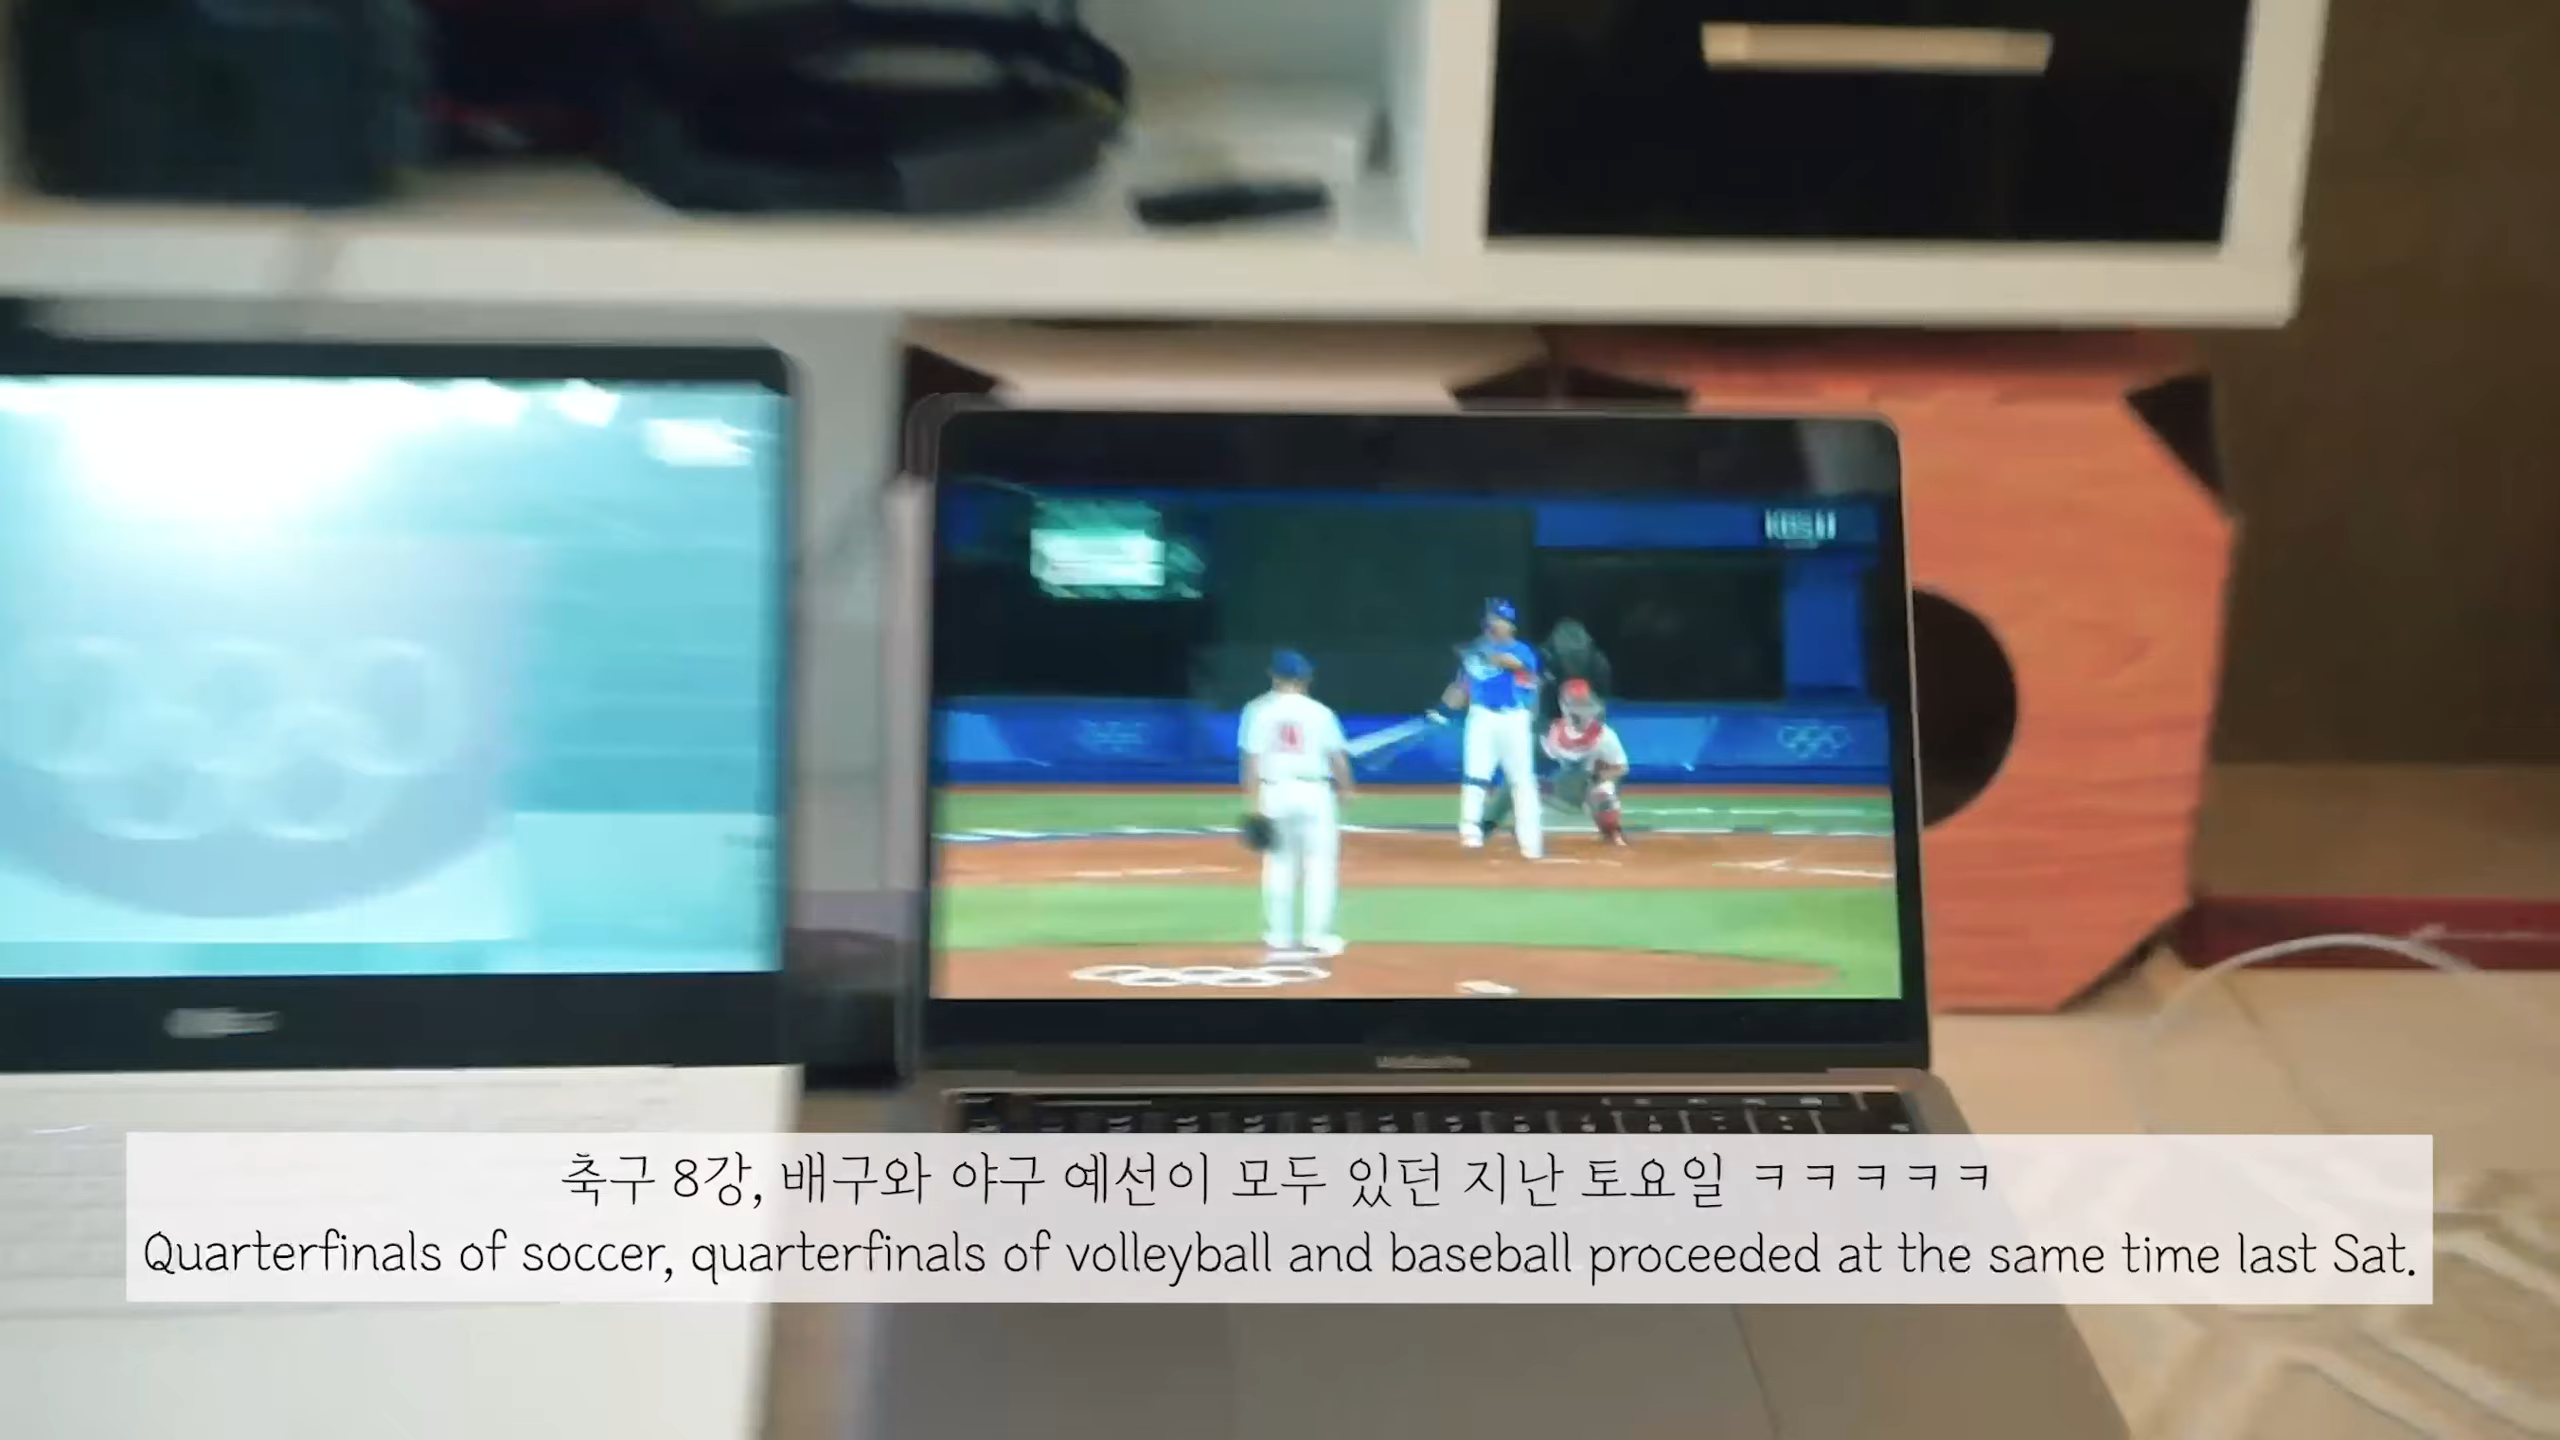 축구 8강, 배구와 야구 예선이 모두 있던 지난 토요일 ㅋㅋㅋㅋㅋ
Quarterfinals of soccer, quarterfinals of volleyball and baseball proceeded at the same time last Sat.